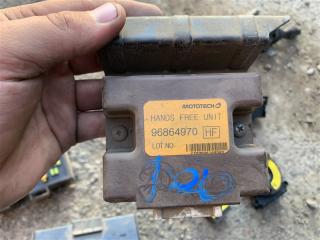 MOTOTECH
HANDS FREE UNIT
96864970 HF
LOT NO·